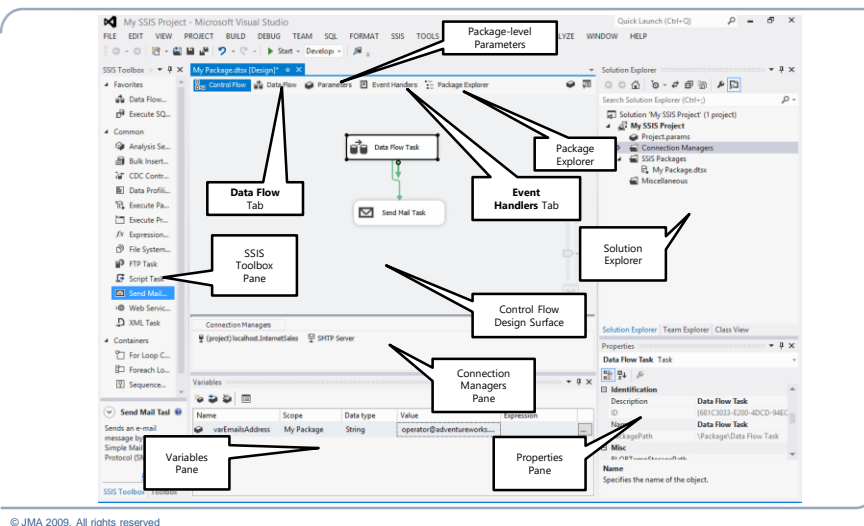 My SSIS Project - Microsoft Visual Studio
Quick Launch (Ctrl+Q)
FILE EDIT VIEW PROJECT BUILD DEBUG TEAM SQL FORMAT SSIS TOOLS
LYZE WINDOW HELP
Start - Develop
Package-level
Parameters
SSIS Toolbox
Favorites
Data Flow...
Execute SQ...
Common
Analysis Se...
Bulk Insert...
CDC Contr...
Data Profili...
Execute Pa...
Execute Pr...
Expression...
File System...
FTP Task
Script Task
Send Mail...
Web Servic...
XML Task
Containers
For Loop C...
Foreach Lo...
Sequence...
Send Mail Task
Sends an e-mail
message by
Simple Mail
Protocol (SM
SSIS Toolbox Toolbox
My Package.dtsx [Design]*
Control Flow Data Flow Parameters Event Handlers Package Explorer
Data Flow Task
Send Mail Task
Data Flow
Tab
Event
Handlers Tab
Package
Explorer
SSIS
Toolbox
Pane
Solution
Explorer
Control Flow
Design Surface
Connection Managers
(project) localhost.InternetSales SMTP Server
Connection
Managers
Pane
Variables
Name Scope Data type Value Expression
varEmailsAddress My Package String operator@adventureworks.... ...
Variables
Pane
Properties
Pane
Solution Explorer
Search Solution Explorer (Ctrl+;)
Solution 'My SSIS Project' (1 project)
My SSIS Project
Project.params
Connection Managers
SSIS Packages
My Package.dtsx
Miscellaneous
Solution Explorer Team Explorer Class View
Properties
Data Flow Task Task
Identification
Description Data Flow Task
ID {681C3033-E200-4DCD-94EC
Name Data Flow Task
PackagePath \Package\Data Flow Task
Misc
BLOBTempStoragePath
Name
Specifies the name of the object.
© JMA 2009. All rights reserved